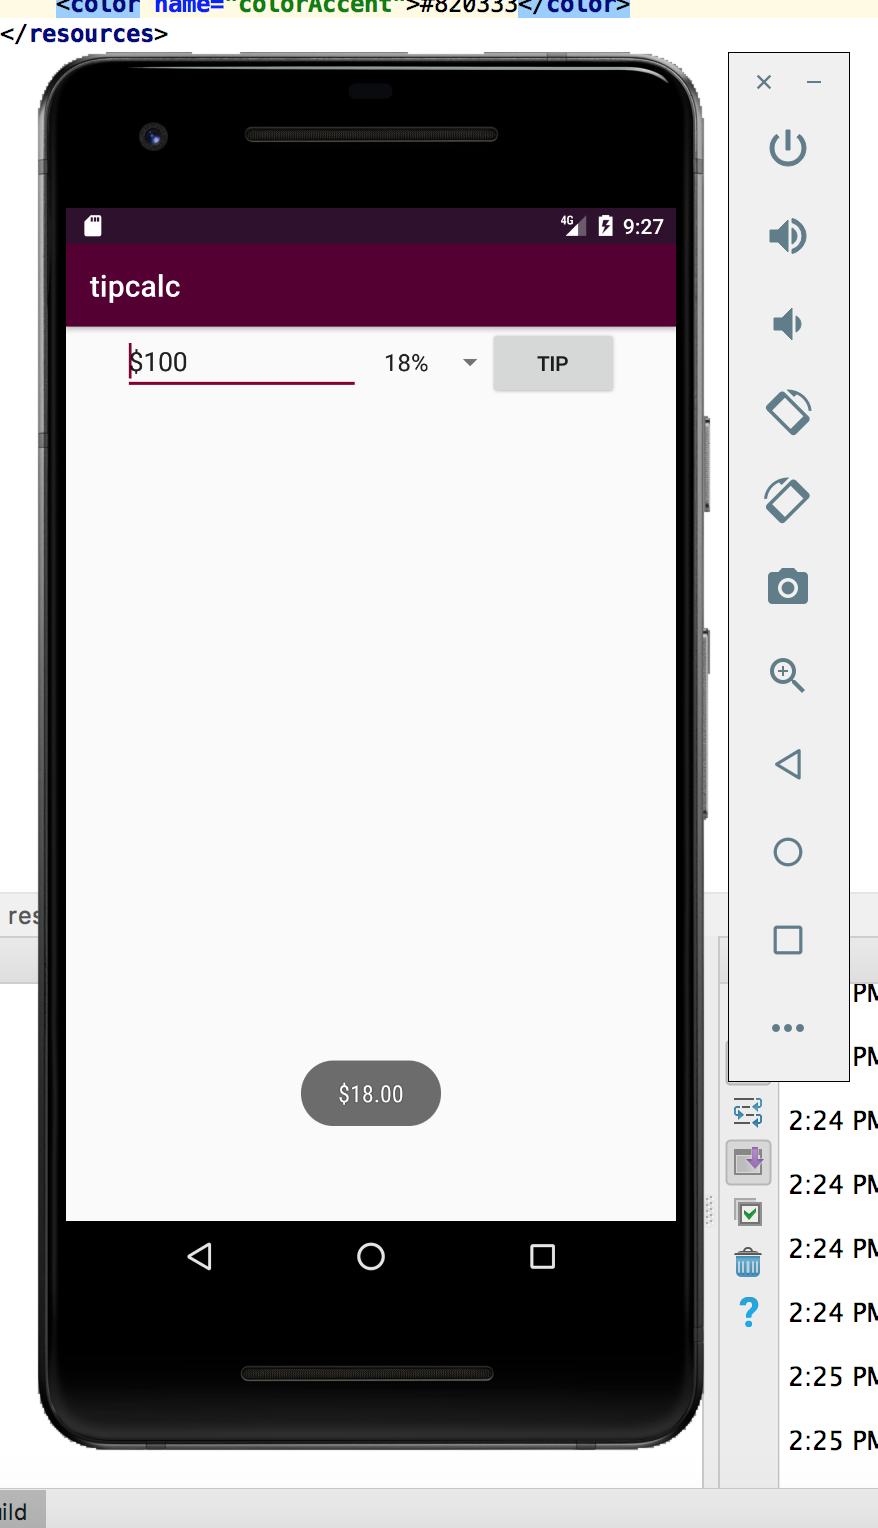 <color name="colorAccent">#820333</color>
</resources>
4G 9:27
tipcalc
$100 18% TIP
res
$18.00
PM
PM
2:24 PM
2:24 PM
2:24 PM
2:24 PM
2:25 PM
2:25 PM
ild